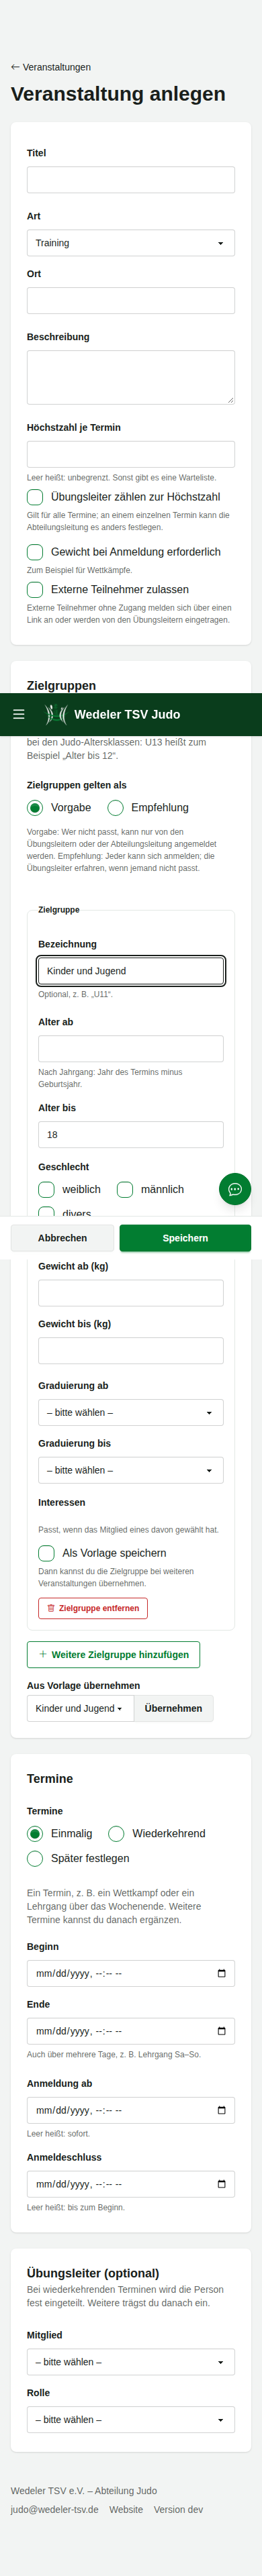 ← Veranstaltungen
Veranstaltung anlegen
Titel
Art
Training
Ort
Beschreibung
Höchstzahl je Termin
Leer heißt: unbegrenzt. Sonst gibt es eine Warteliste.
Übungsleiter zählen zur Höchstzahl
Gilt für alle Termine; an einem einzelnen Termin kann die
Abteilungsleitung es anders festlegen.
Gewicht bei Anmeldung erforderlich
Zum Beispiel für Wettkämpfe.
Externe Teilnehmer zulassen
Externe Teilnehmer ohne Zugang melden sich über einen
Link an oder werden von den Übungsleitern eingetragen.
Zielgruppen
Wedeler TSV Judo
bei den Judo-Altersklassen: U13 heißt zum
Beispiel „Alter bis 12“.
Zielgruppen gelten als
Vorgabe Empfehlung
Vorgabe: Wer nicht passt, kann nur von den
Übungsleitern oder der Abteilungsleitung angemeldet
werden. Empfehlung: Jeder kann sich anmelden; die
Übungsleiter erfahren, wenn jemand nicht passt.
Zielgruppe
Bezeichnung
Kinder und Jugend
Optional, z. B. „U11“.
Alter ab
Nach Jahrgang: Jahr des Termins minus
Geburtsjahr.
Alter bis
18
Geschlecht
weiblich männlich
divers
Abbrechen Speichern
Gewicht ab (kg)
Gewicht bis (kg)
Graduierung ab
– bitte wählen –
Graduierung bis
– bitte wählen –
Interessen
Passt, wenn das Mitglied eines davon gewählt hat.
Als Vorlage speichern
Dann kannst du die Zielgruppe bei weiteren
Veranstaltungen übernehmen.
Zielgruppe entfernen
+ Weitere Zielgruppe hinzufügen
Aus Vorlage übernehmen
Kinder und Jugend Übernehmen
Termine
Termine
Einmalig Wiederkehrend
Später festlegen
Ein Termin, z. B. ein Wettkampf oder ein
Lehrgang über das Wochenende. Weitere
Termine kannst du danach ergänzen.
Beginn
mm/dd/yyyy, --:-- --
Ende
mm/dd/yyyy, --:-- --
Auch über mehrere Tage, z. B. Lehrgang Sa–So.
Anmeldung ab
mm/dd/yyyy, --:-- --
Leer heißt: sofort.
Anmeldeschluss
mm/dd/yyyy, --:-- --
Leer heißt: bis zum Beginn.
Übungsleiter (optional)
Bei wiederkehrenden Terminen wird die Person
fest eingeteilt. Weitere trägst du danach ein.
Mitglied
– bitte wählen –
Rolle
– bitte wählen –
Wedeler TSV e.V. – Abteilung Judo
judo@wedeler-tsv.de Website Version dev